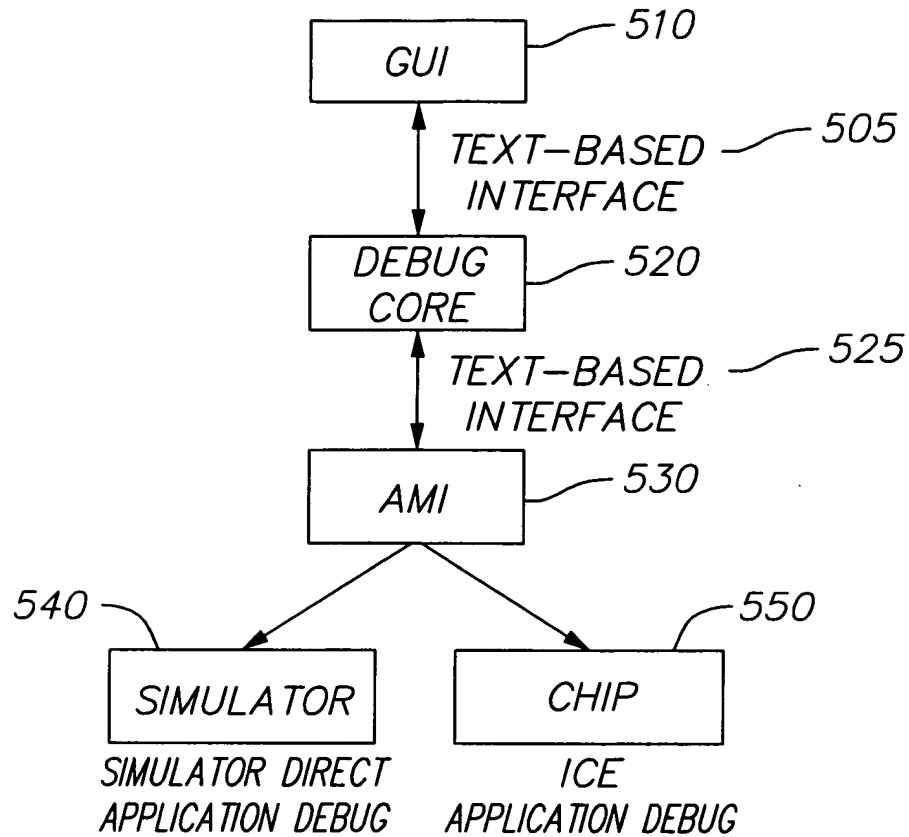 GUI
510
TEXT-BASED
INTERFACE
505
DEBUG
CORE
520
TEXT-BASED
INTERFACE
525
AMI
530
540
550
SIMULATOR
CHIP
SIMULATOR DIRECT
APPLICATION DEBUG
ICE
APPLICATION DEBUG